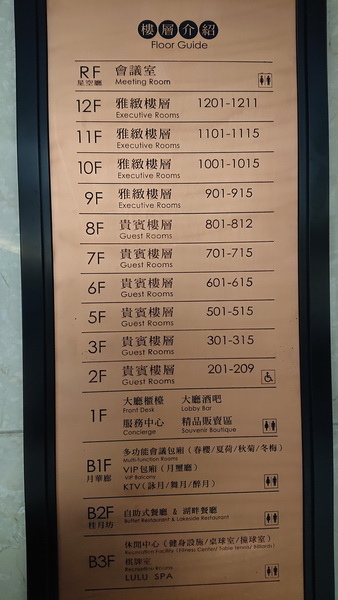 樓層介紹
Floor Guide
RF 會議室
星空廳 Meeting Room
12F 雅緻樓層 1201-1211
Executive Rooms
11F 雅緻樓層 1101-1115
Executive Rooms
10F 雅緻樓層 1001-1015
Executive Rooms
9F 雅緻樓層 901-915
Executive Rooms
8F 貴賓樓層 801-812
Guest Rooms
7F 貴賓樓層 701-715
Guest Rooms
6F 貴賓樓層 601-615
Guest Rooms
5F 貴賓樓層 501-515
Guest Rooms
3F 貴賓樓層 301-315
Guest Rooms
2F 貴賓樓層 201-209
Guest Rooms
1F 大廳櫃檯 大廳酒吧
Front Desk Lobby Bar
服務中心 精品販賣區
Concierge Souvenir Boutique
B1F 多功能會議包廂(春櫻/夏荷/秋菊/冬梅)
月華廊 Multi-function Rooms
VIP包廂(月璽廳)
VIP Balcony
KTV(詠月/舞月/醉月)
B2F 自助式餐廳 & 湖畔餐廳
桂月坊 Buffet Restaurant & Lakeside Restaurant
B3F 休閒中心(健身設施/桌球室/撞球室)
Recreation Facility (Fitness Center/ Table Tennis/ Billiards)
棋牌室
Recreation Rooms
LULU SPA